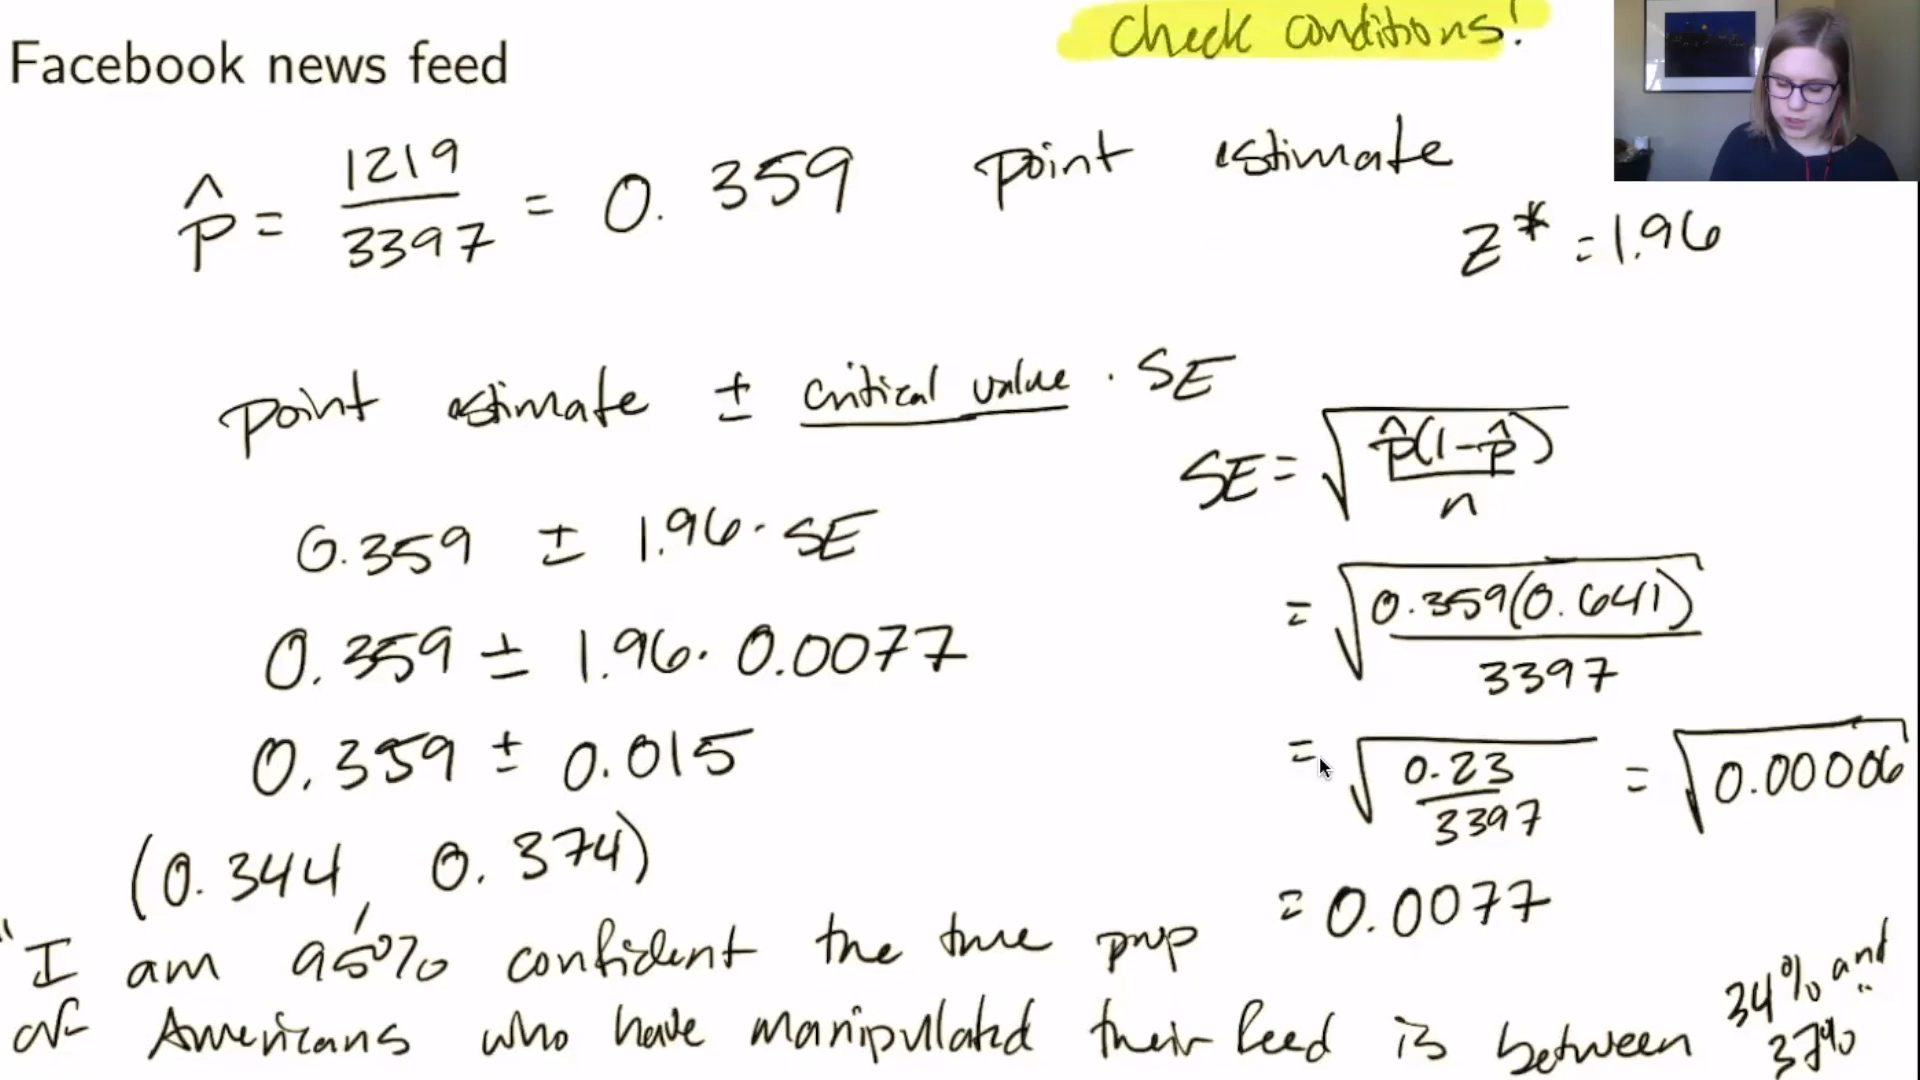 check conditions!
Facebook news feed
p̂ = 1219/3397 = 0.359 point estimate
z* = 1.96
point estimate ± critical value · SE
SE = √(p̂(1-p̂)/n)
0.359 ± 1.96 · SE
= √(0.359(0.641)/3397)
0.359 ± 1.96 · 0.0077
0.359 ± 0.015
= √(0.23/3397) = √0.00006
(0.344, 0.374)
= 0.0077
"I am 95% confident the true prop
of Americans who have manipulated their feed is between 34% and 37%"